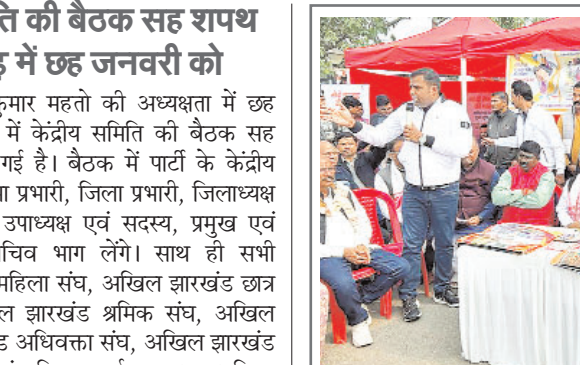 ति की बैठक सह शपथ
में छह जनवरी को
कुमार महतो की अध्यक्षता में छह
में केंद्रीय समिति की बैठक सह
गई है। बैठक में पार्टी के केंद्रीय
प्रभारी, जिला प्रभारी, जिलाध्यक्ष
उपाध्यक्ष एवं सदस्य, प्रमुख एवं
चिव भाग लेंगे। साथ ही सभी
महिला संघ, अखिल झारखंड छात्र
ल झारखंड श्रमिक संघ, अखिल
ड अधिवक्ता संघ, अखिल झारखंड